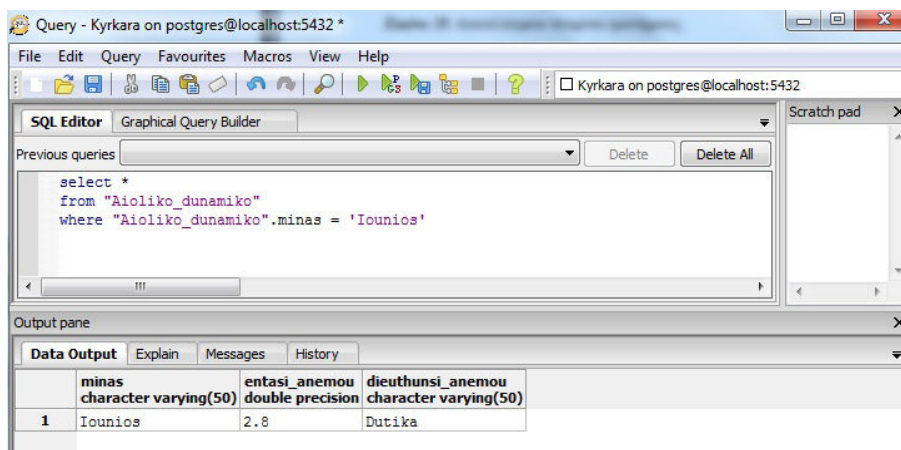 Query - Kyrkara on postgres@localhost:5432 *
File Edit Query Favourites Macros View Help
Kyrkara on postgres@localhost:5432
SQL Editor Graphical Query Builder
Scratch pad
Previous queries Delete Delete All
select *
from "Aioliko_dunamiko"
where "Aioliko_dunamiko".minas = 'Iounios'
Output pane
Data Output Explain Messages History
minas entasi_anemou dieuthunsi_anemou
character varying(50) double precision character varying(50)
1 Iounios 2.8 Dutika